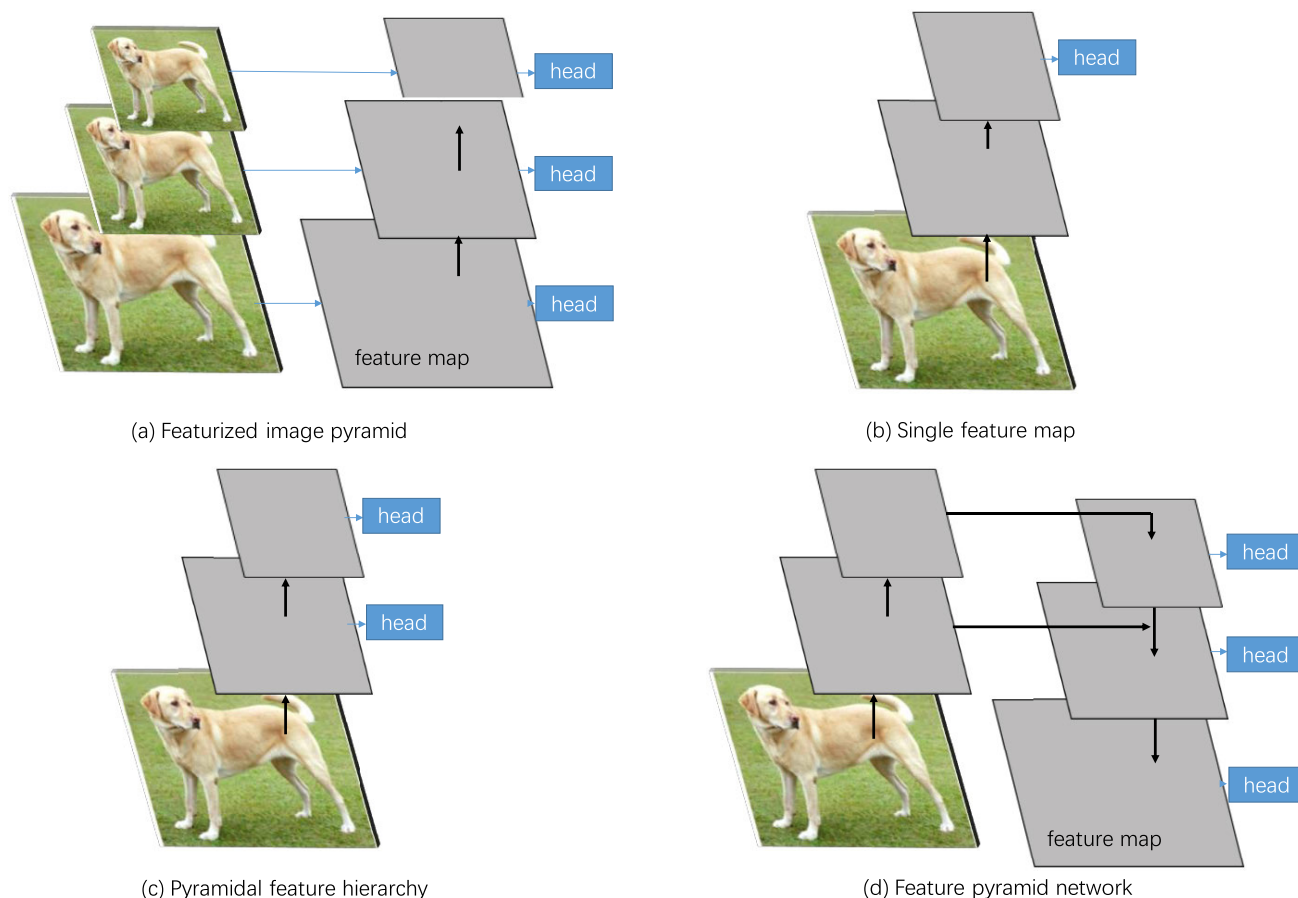 head
head
head
feature map
(a) Featurized image pyramid
head
(b) Single feature map
head
head
(c) Pyramidal feature hierarchy
head
head
head
feature map
(d) Feature pyramid network